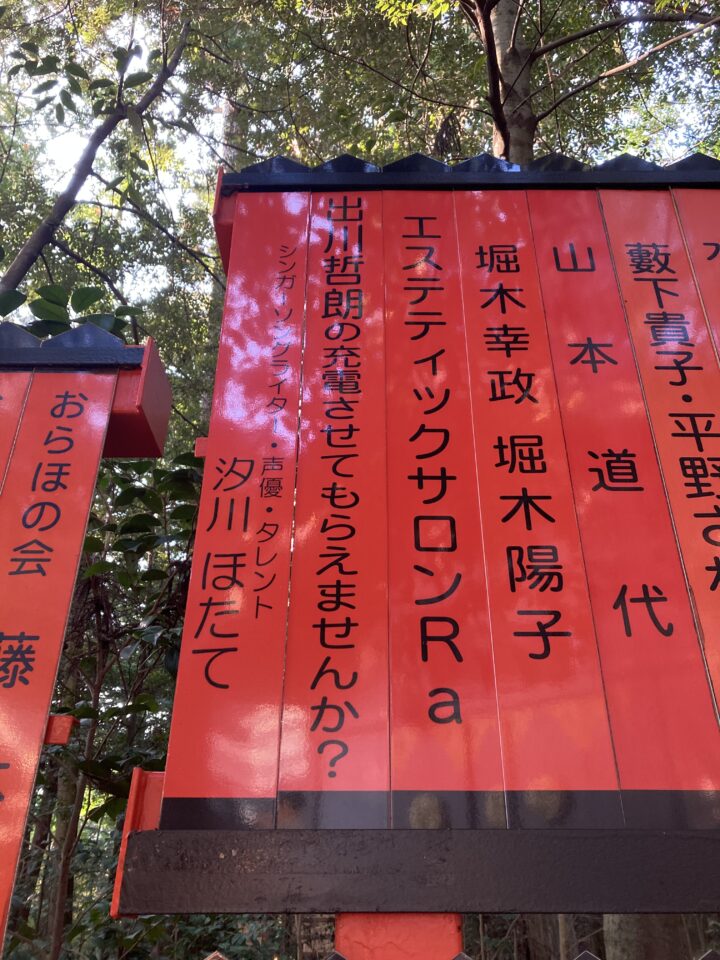 藪下貴子・平野さ
山本道代
堀木幸政 堀木陽子
エステティックサロンRa
出川哲朗の充電させてもらえませんか?
シンガーソングライター・声優・タレント
汐川ほたて
おらほの会 藤